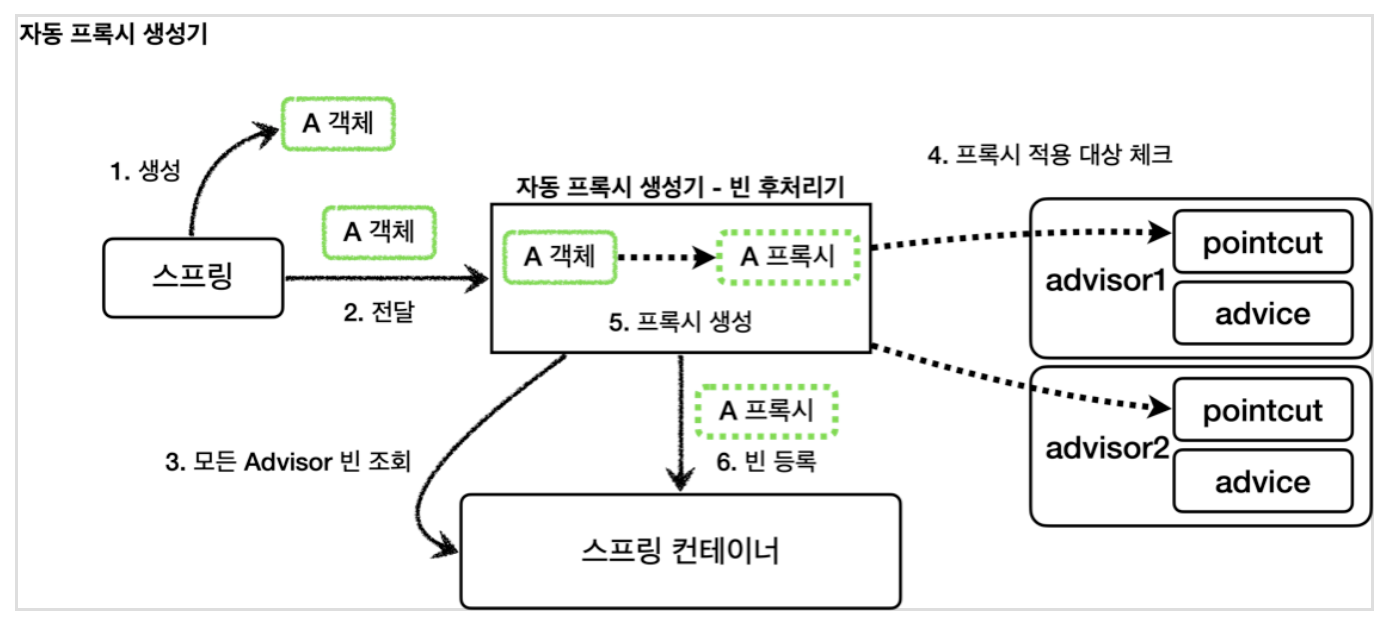 자동 프록시 생성기
A 객체
1. 생성
4. 프록시 적용 대상 체크
자동 프록시 생성기 - 빈 후처리기
A 객체
스프링
2. 전달
A 객체
A 프록시
5. 프록시 생성
advisor1
pointcut
advice
advisor2
pointcut
advice
A 프록시
3. 모든 Advisor 빈 조회
6. 빈 등록
스프링 컨테이너